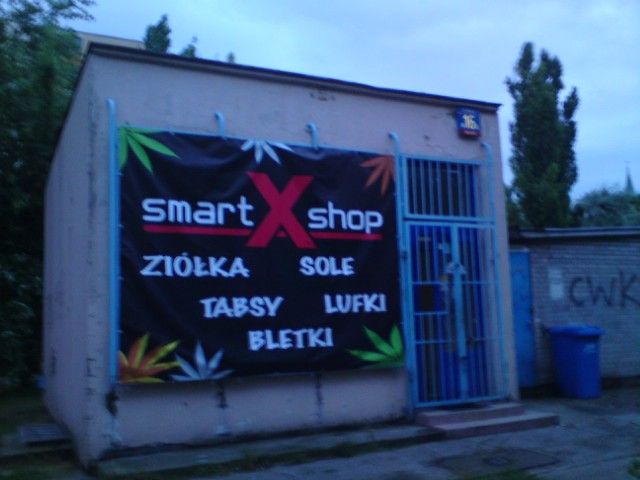 smart X shop
ZIÓŁKA SOLE
TABSY LUFKI
BLETKI
CWK